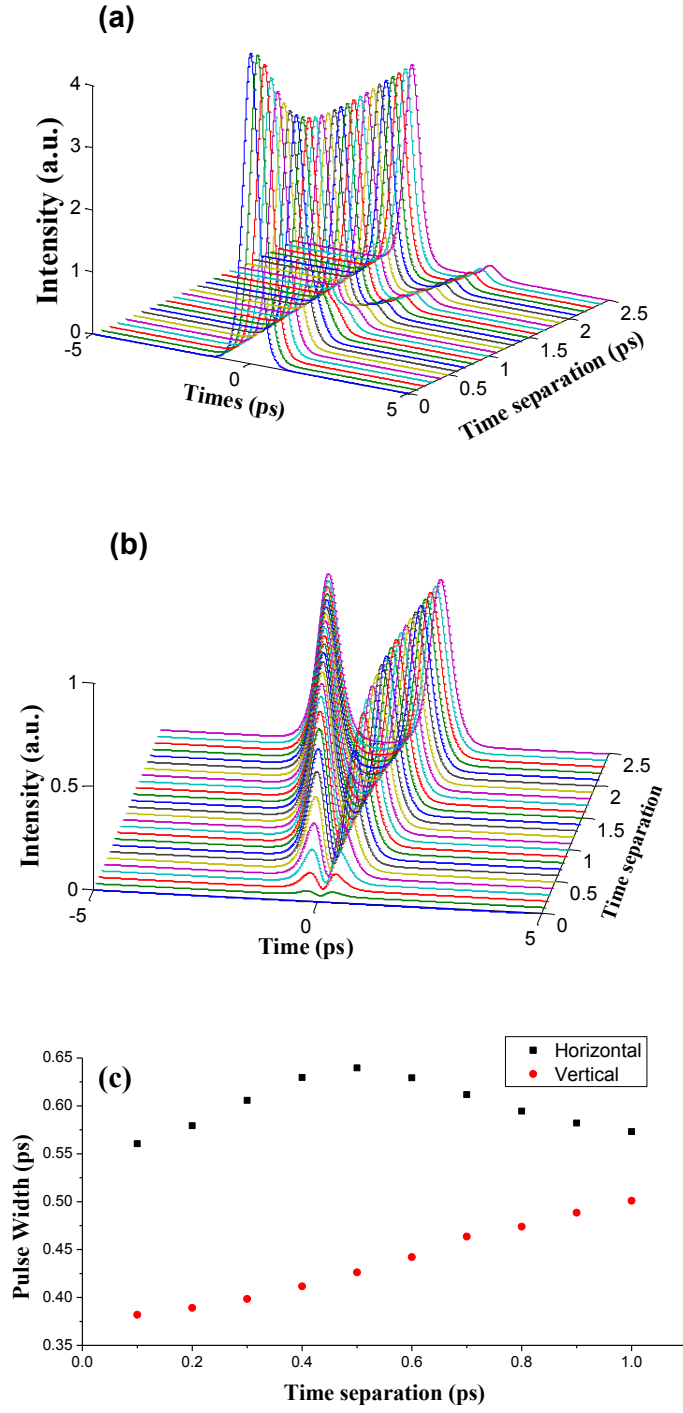 (a)
Intensity (a.u.)
4
3
2
1
0
-5
0
5
Times (ps)
0
0.5
1
1.5
2
2.5
Time separation (ps)
(b)
Intensity (a.u.)
1
0.5
0
-5
0
5
Time (ps)
0
0.5
1
1.5
2
2.5
Time separation
(c)
Horizontal
Vertical
Pulse Width (ps)
0.65
0.60
0.55
0.50
0.45
0.40
0.35
0.0 0.2 0.4 0.6 0.8 1.0
Time separation (ps)